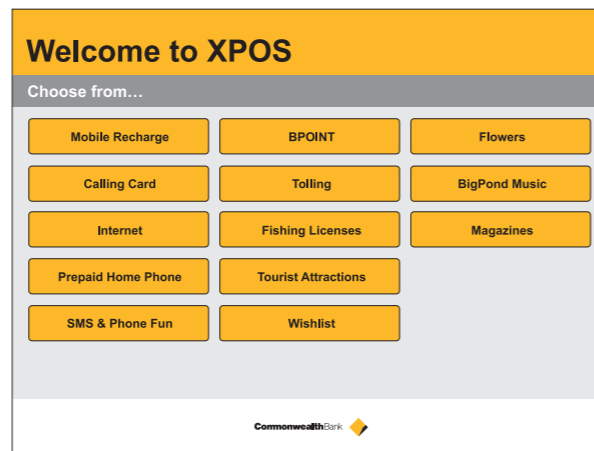 Welcome to XPOS
Choose from…
Mobile Recharge
BPOINT
Flowers
Calling Card
Tolling
BigPond Music
Internet
Fishing Licenses
Magazines
Prepaid Home Phone
Tourist Attractions
SMS & Phone Fun
Wishlist
CommonwealthBank